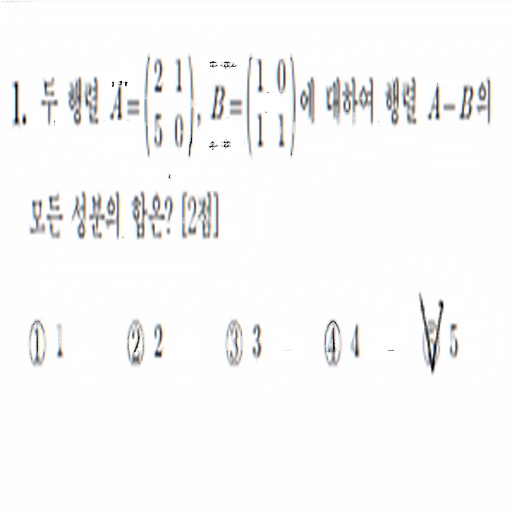 1. 두 행렬 A=(2 1; 5 0), B=(1 0; 1 1)에 대하여 행렬 A-B의
모든 성분의 합은? [2점]
① 1 ② 2 ③ 3 ④ 4 ⑤ 5